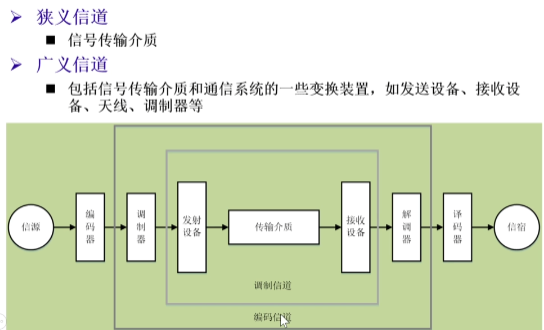 狭义信道
信号传输介质
广义信道
包括信号传输介质和通信系统的一些变换装置，如发送设备、接收设
备、天线、调制器等
信源
编码器
调制器
发射设备
传输介质
接收设备
解调器
译码器
信宿
调制信道
编码信道